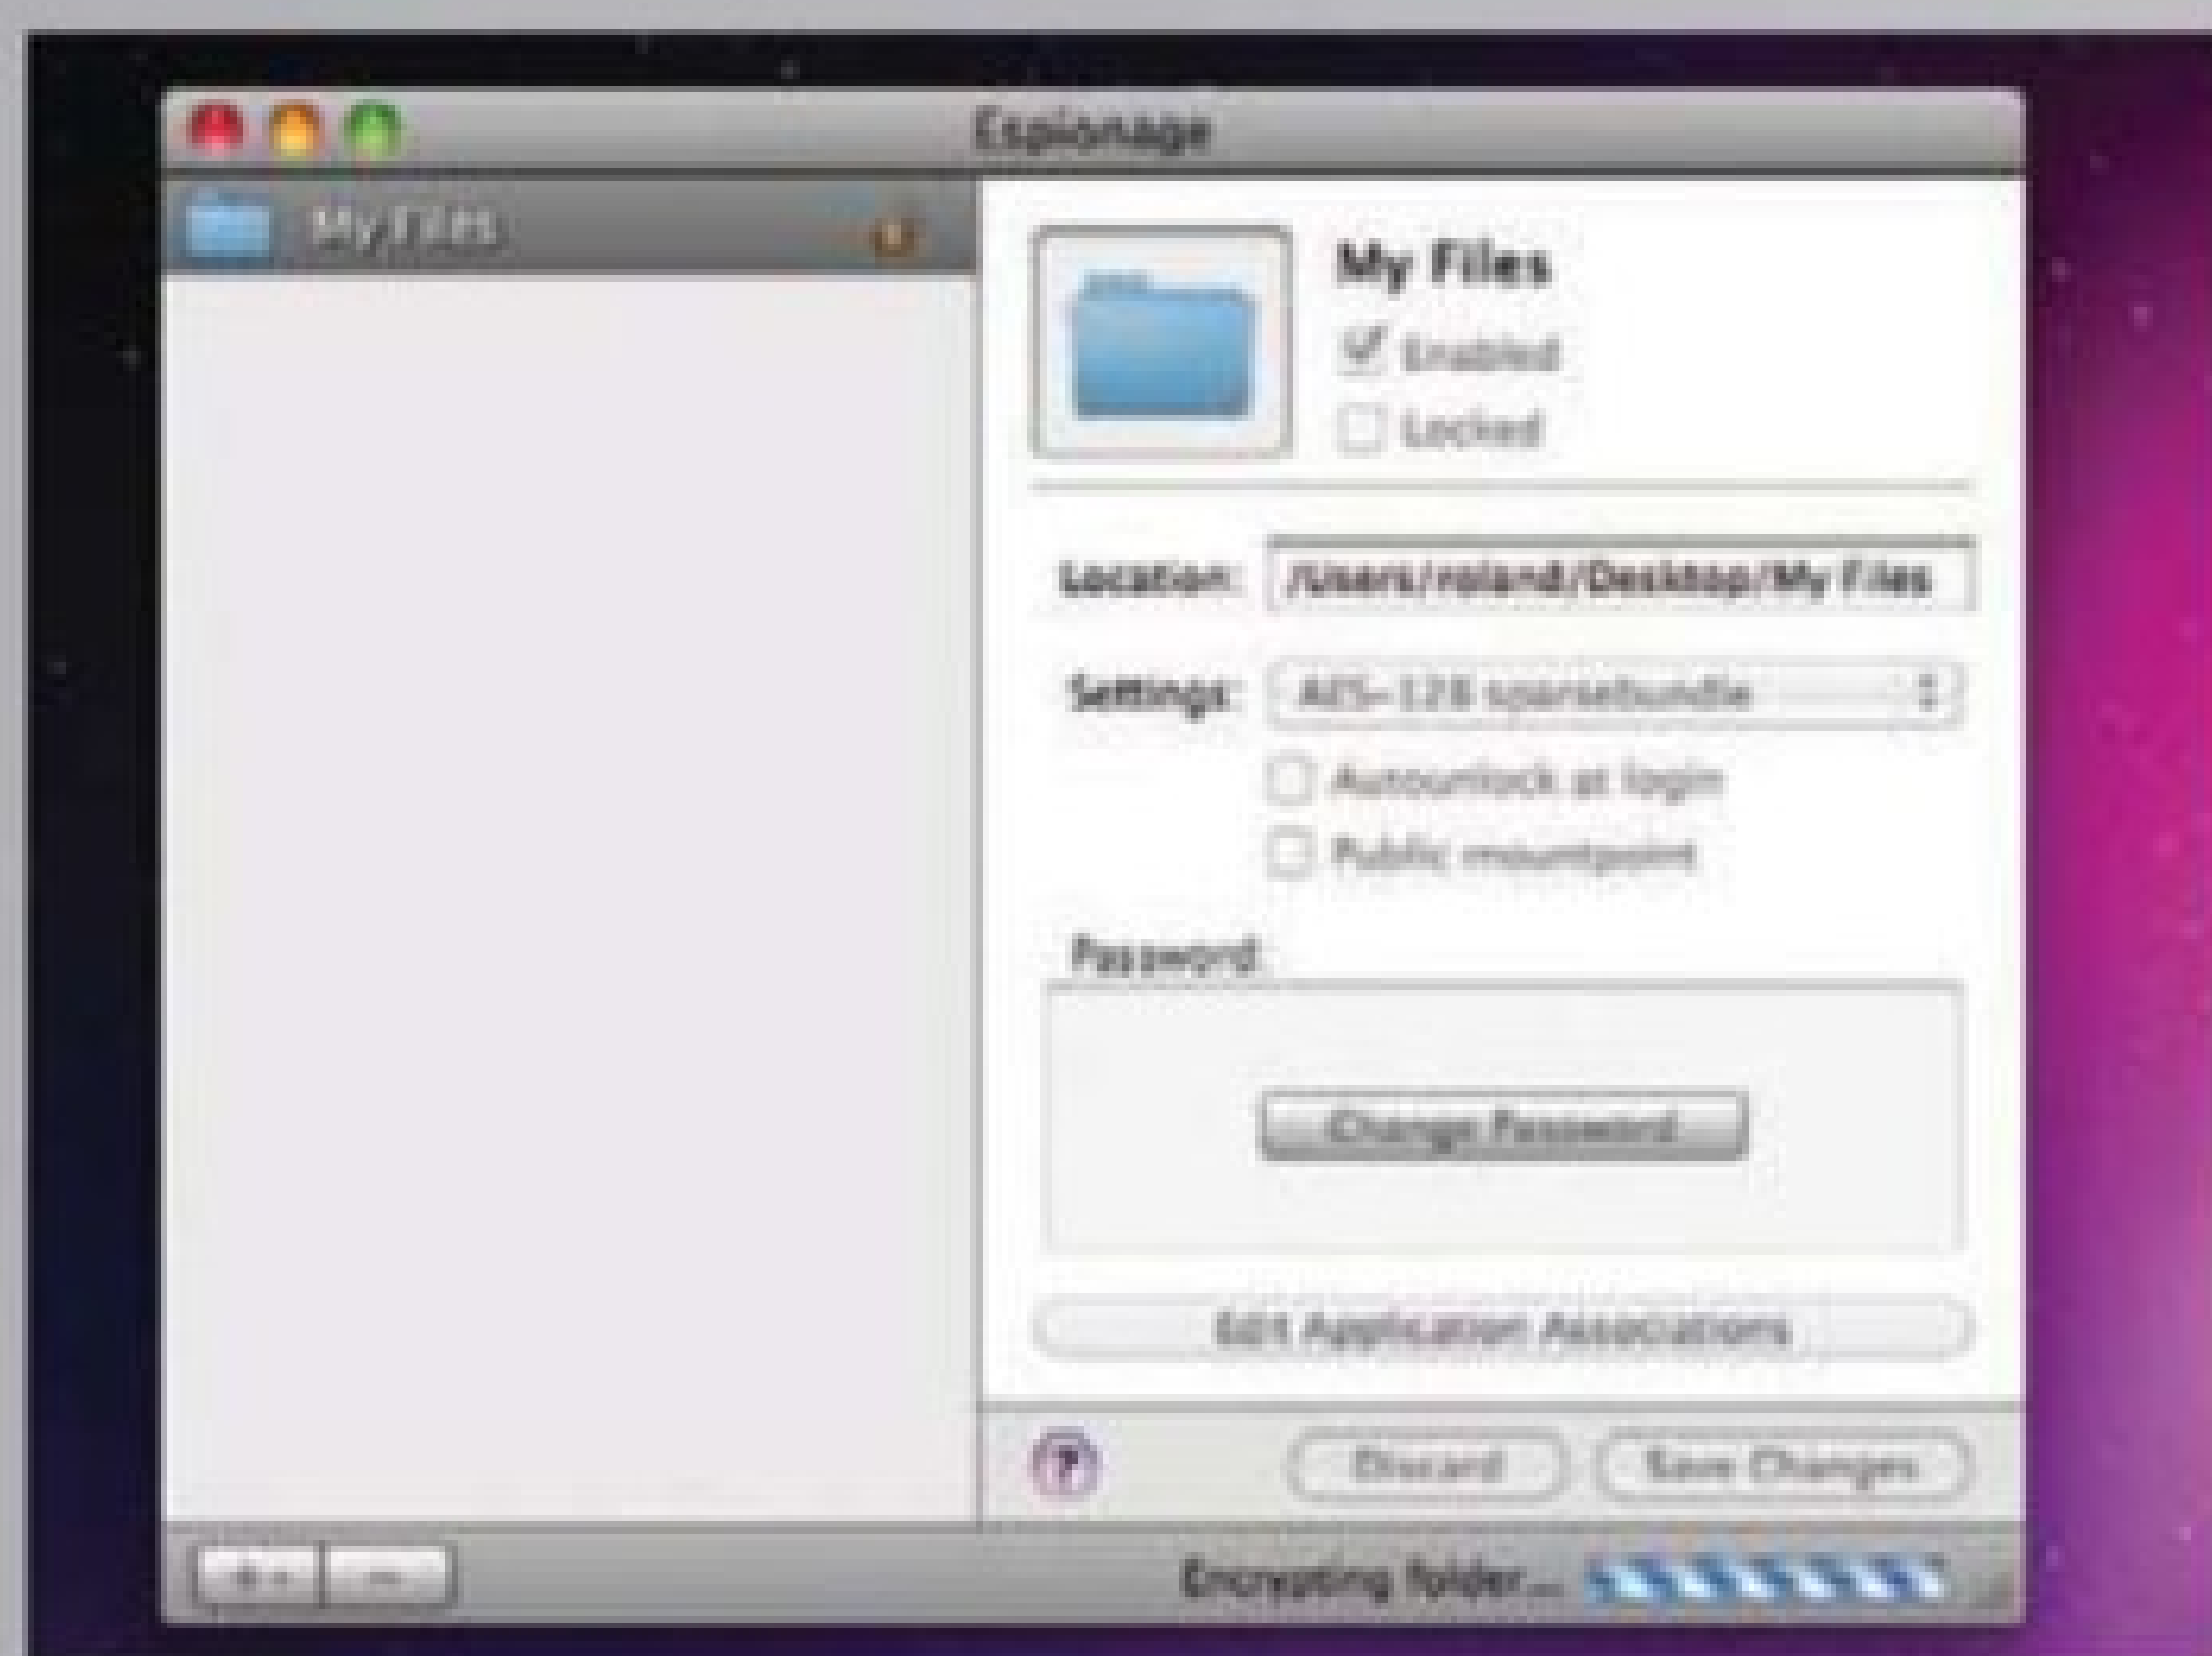 Espionage
My Files
My Files
Enabled
Locked
Location: /Users/roland/Desktop/My Files
Settings: AES-128 sparsebundle
Autounlock at login
Public mountpoint
Password
Change Password
Edit Application Associations
? Discard Save Changes
+ -
Encrypting folder...